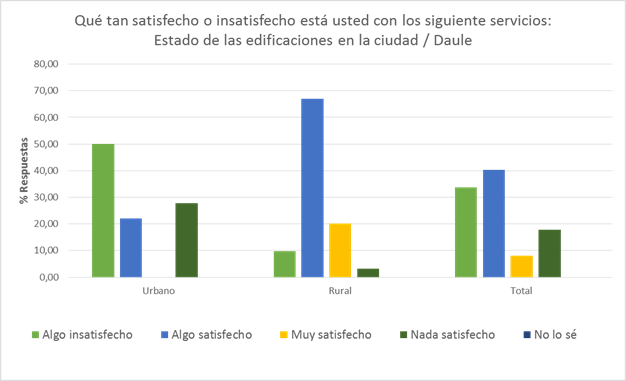 Qué tan satisfecho o insatisfecho está usted con los siguiente servicios:
Estado de las edificaciones en la ciudad / Daule
80,00
70,00
60,00
50,00
40,00
30,00
20,00
10,00
0,00
% Respuestas
Urbano Rural Total
Algo insatisfecho Algo satisfecho Muy satisfecho Nada satisfecho No lo sé